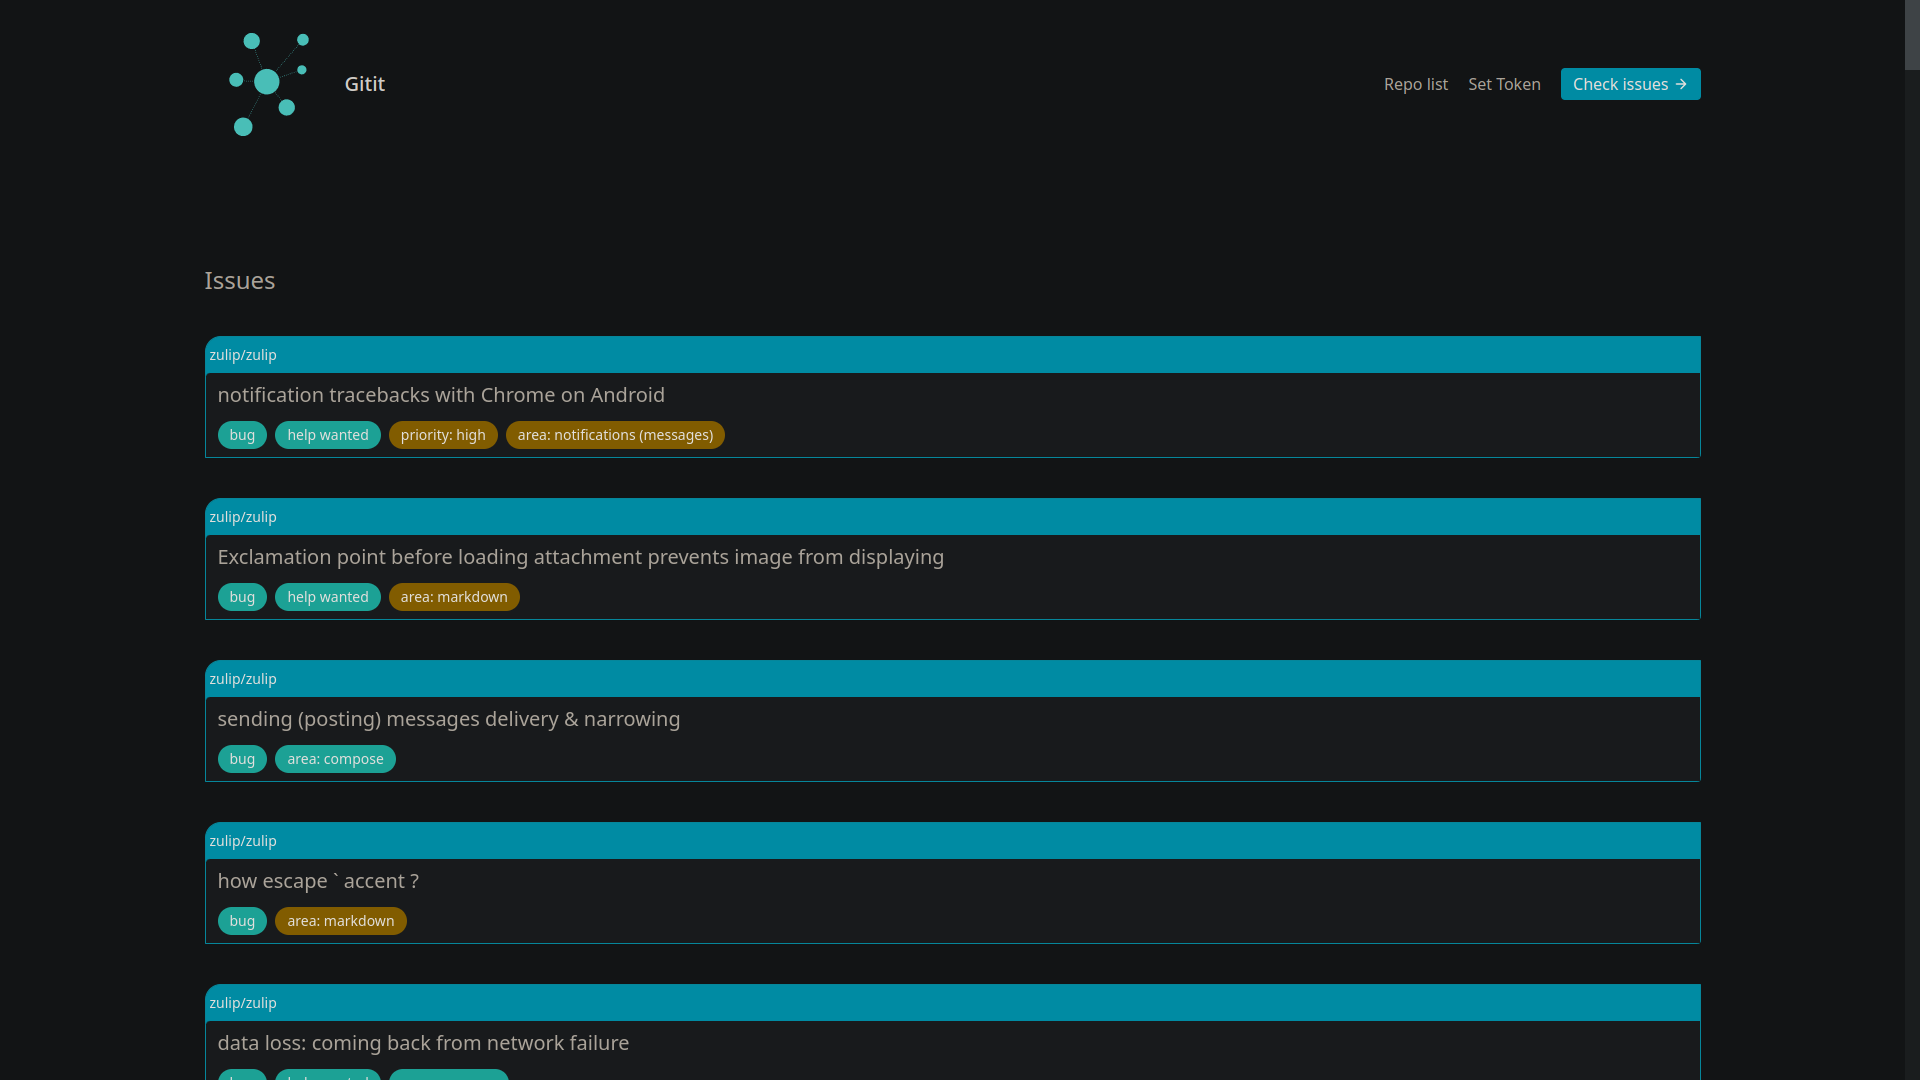 Gitit
Repo list Set Token Check issues →
Issues
zulip/zulip
notification tracebacks with Chrome on Android
bug help wanted priority: high area: notifications (messages)
zulip/zulip
Exclamation point before loading attachment prevents image from displaying
bug help wanted area: markdown
zulip/zulip
sending (posting) messages delivery & narrowing
bug area: compose
zulip/zulip
how escape ` accent ?
bug area: markdown
zulip/zulip
data loss: coming back from network failure